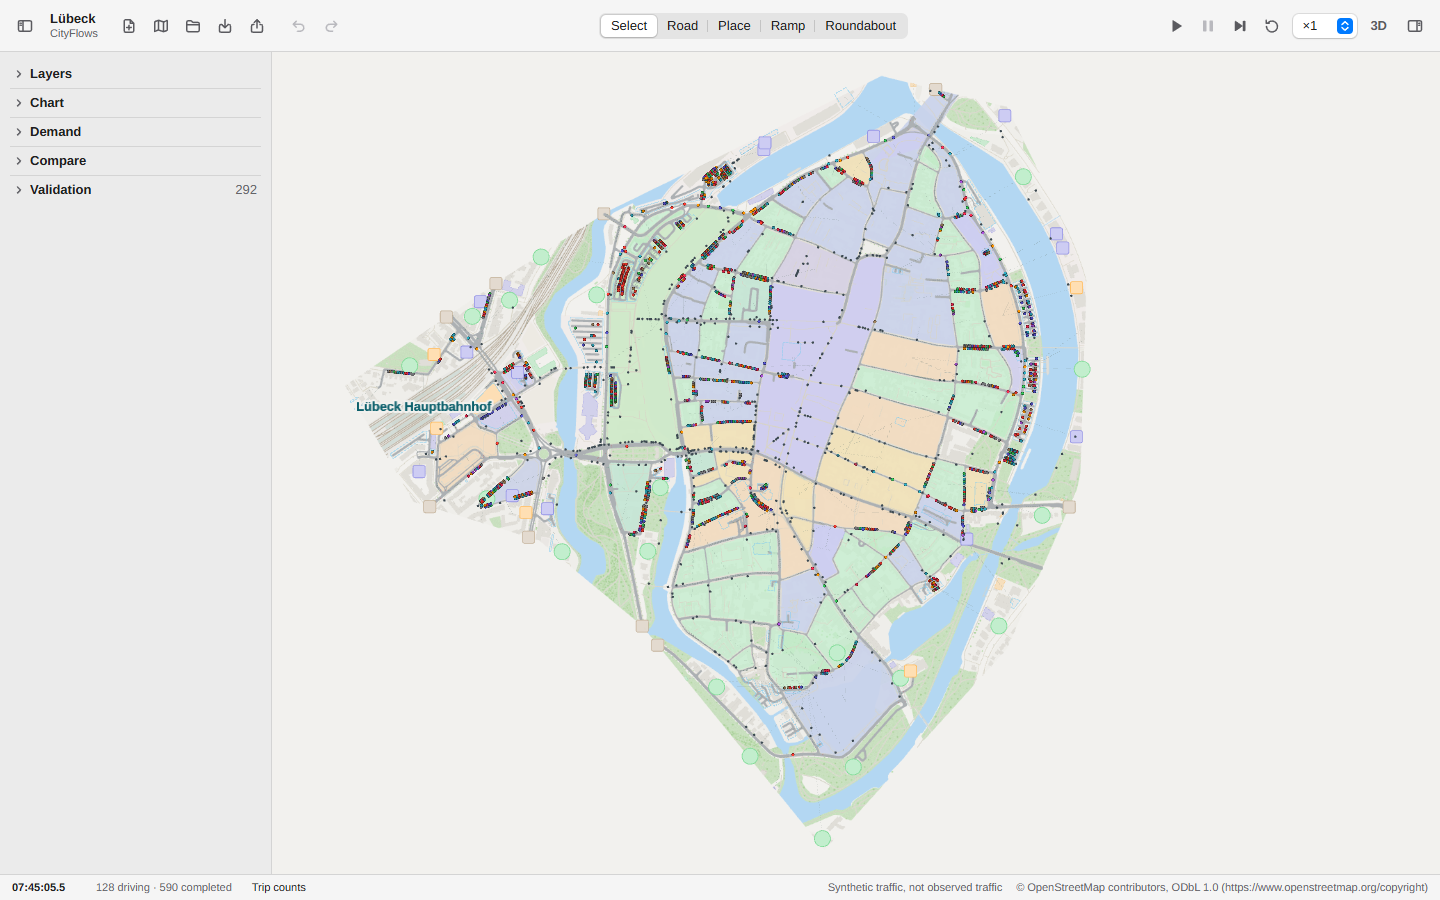 Lübeck
CityFlows
Select
Road
Place
Ramp
Roundabout
×1
3D
Layers
Chart
Demand
Compare
Validation 292
Lübeck Hauptbahnhof
07:45:05.5
128 driving · 590 completed
Trip counts
Synthetic traffic, not observed traffic
© OpenStreetMap contributors, ODbL 1.0 (https://www.openstreetmap.org/copyright)